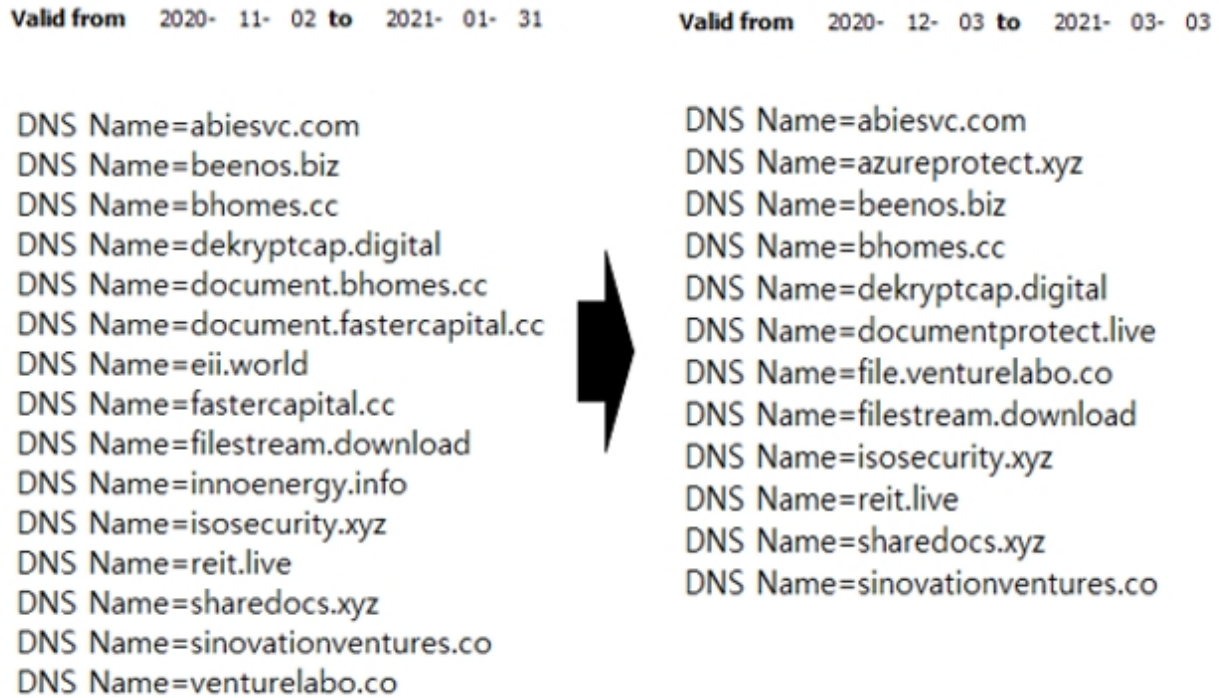 Valid from 2020- 11- 02 to 2021- 01- 31
DNS Name=abiesvc.com
DNS Name=beenos.biz
DNS Name=bhomes.cc
DNS Name=dekryptcap.digital
DNS Name=document.bhomes.cc
DNS Name=document.fastercapital.cc
DNS Name=eii.world
DNS Name=fastercapital.cc
DNS Name=filestream.download
DNS Name=innoenergy.info
DNS Name=isosecurity.xyz
DNS Name=reit.live
DNS Name=sharedocs.xyz
DNS Name=sinovationventures.co
DNS Name=venturelabo.co
Valid from 2020- 12- 03 to 2021- 03- 03
DNS Name=abiesvc.com
DNS Name=azureprotect.xyz
DNS Name=beenos.biz
DNS Name=bhomes.cc
DNS Name=dekryptcap.digital
DNS Name=documentprotect.live
DNS Name=file.venturelabo.co
DNS Name=filestream.download
DNS Name=isosecurity.xyz
DNS Name=reit.live
DNS Name=sharedocs.xyz
DNS Name=sinovationventures.co